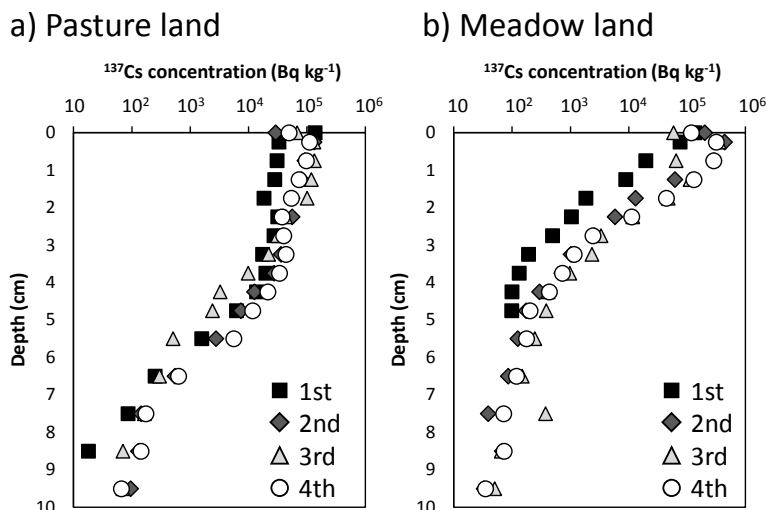 a) Pasture land
b) Meadow land
¹³⁷Cs concentration (Bq kg⁻¹)
10 10² 10³ 10⁴ 10⁵ 10⁶
0
1
2
3
4
5
6
7
8
9
10
Depth (cm)
1st
2nd
3rd
4th
¹³⁷Cs concentration (Bq kg⁻¹)
10 10² 10³ 10⁴ 10⁵ 10⁶
0
1
2
3
4
5
6
7
8
9
10
Depth (cm)
1st
2nd
3rd
4th